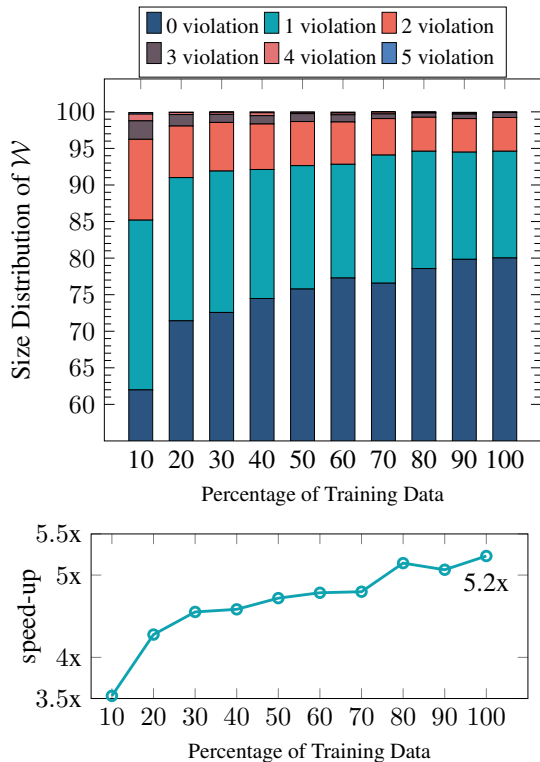 0 violation 1 violation 2 violation
3 violation 4 violation 5 violation
Size Distribution of 𝒲
100
95
90
85
80
75
70
65
60
10 20 30 40 50 60 70 80 90 100
Percentage of Training Data
speed-up
5.5x
5x
4x
3.5x
5.2x
10 20 30 40 50 60 70 80 90 100
Percentage of Training Data